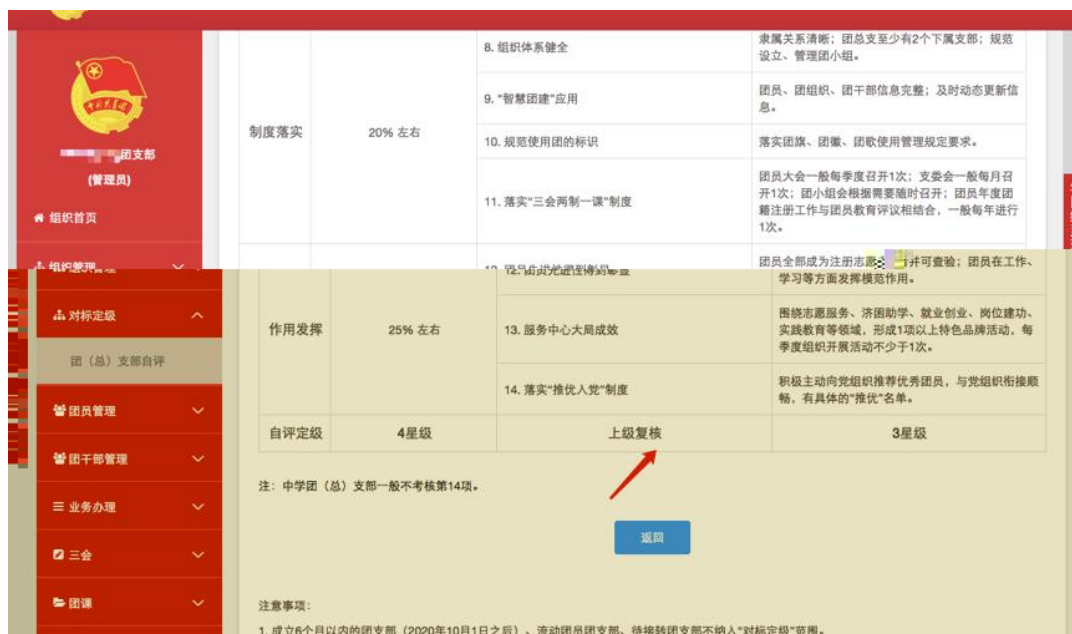 隶属关系清晰；团总支至少有2个下属支部；规范
8. 组织体系健全
设立、管理团小组。
团员、团组织、团干部信息完整；及时动态更新信
9. “智慧团建”应用
息。
制度落实
20% 左右
10. 规范使用团的标识
落实团旗、团徽、团歌使用管理规定要求。
团支部
(管理员)
团员大会一般每季度召开1次；支委会一般每月召
11. 落实“三会两制一课”制度
开1次；团小组会根据需要随时召开；团员年度团
籍注册工作与团员教育评议相结合，一般每年进行
1次。
组织首页
组织管理
团员全部成为注册志愿
并可查验；团员在工作、
12. 团员先进性得到彰显
学习等方面发挥模范作用。
对标定级
作用发挥
25% 左右
13. 服务中心大局成效
围绕志愿服务、济困助学、就业创业、岗位建功、
实践教育等领域，形成1项以上特色品牌活动，每
季度组织开展活动不少于1次。
团（总）支部自评
14. 落实“推优入党”制度
积极主动向党组织推荐优秀团员，与党组织衔接顺
畅，有具体的“推优”名单。
团员管理
自评定级
4星级
上级复核
3星级
团干部管理
注：中学团（总）支部一般不考核第14项。
业务办理
返回
三会
团课
注意事项：
1. 成立6个月以内的团支部（2020年10月1日之后）、流动团员团支部、待接转团支部不纳入“对标定级”范围。